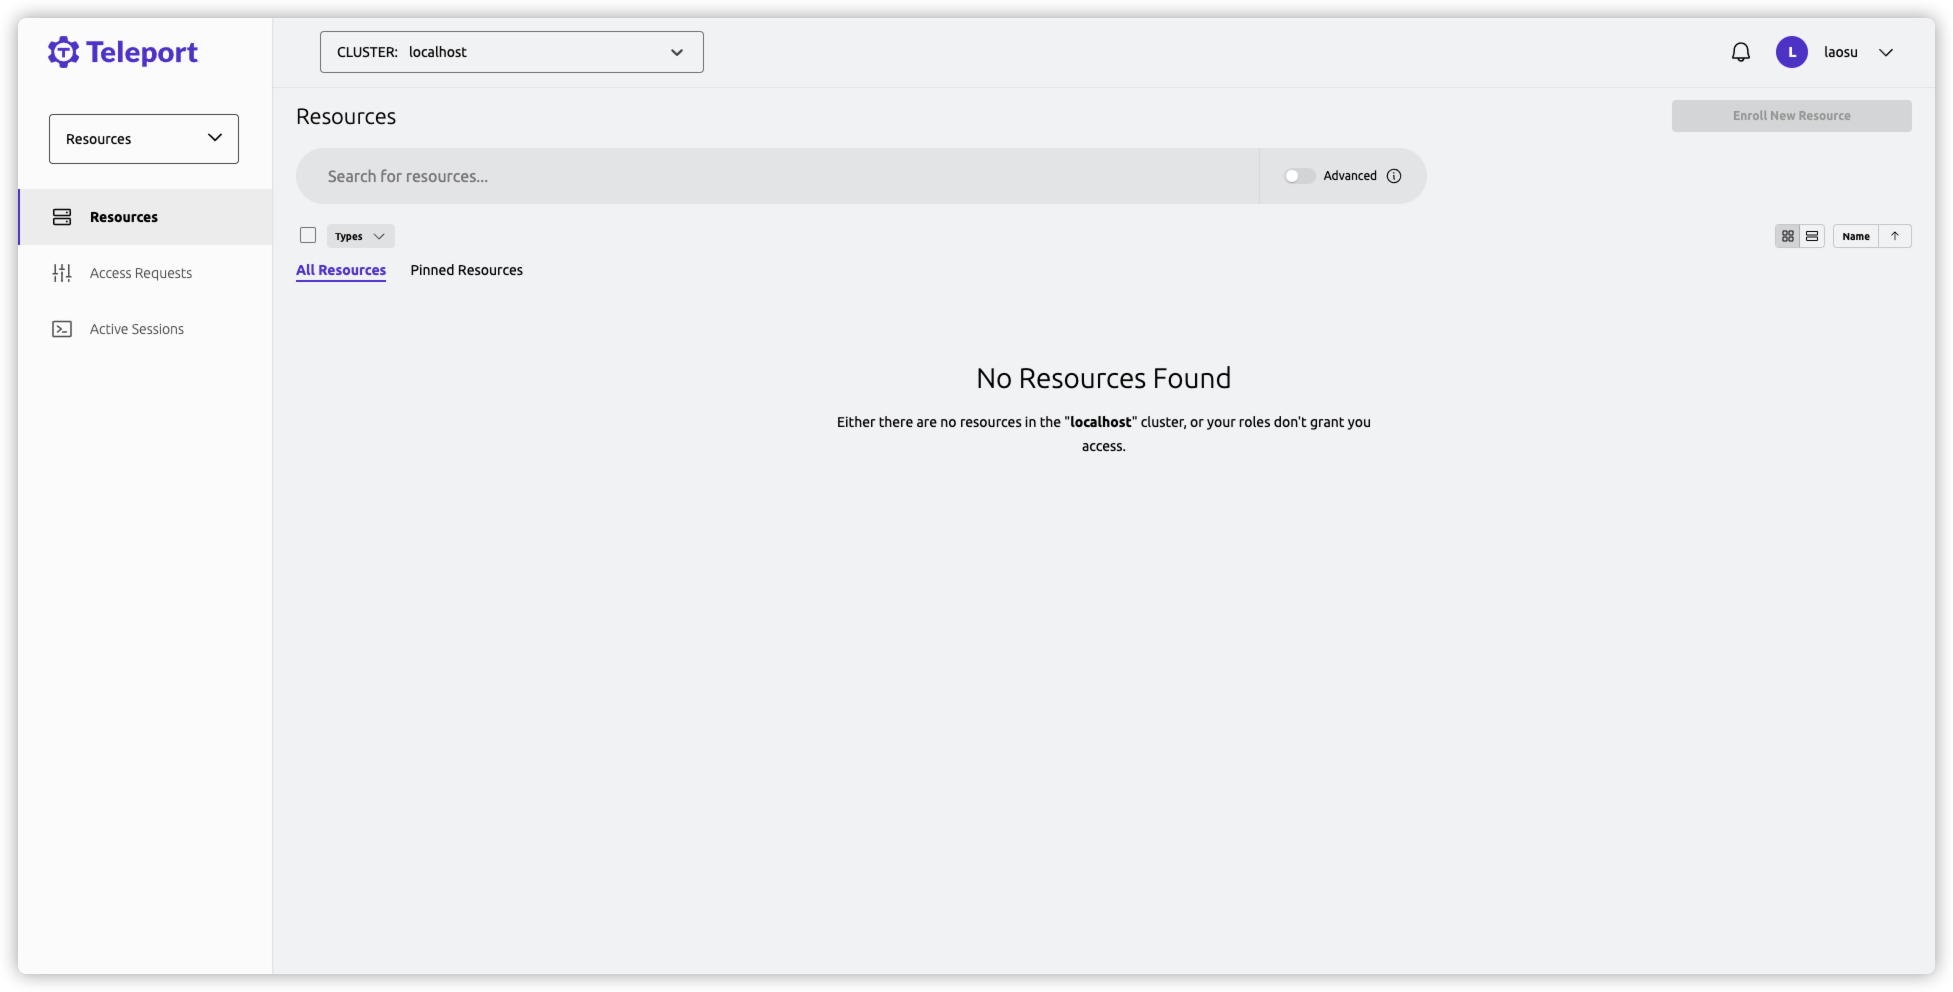 Teleport
CLUSTER: localhost
L
laosu
Resources
Resources
Access Requests
Active Sessions
Resources
Enroll New Resource
Search for resources...
Advanced
Types
Name
All Resources
Pinned Resources
No Resources Found
Either there are no resources in the "localhost" cluster, or your roles don't grant you
access.